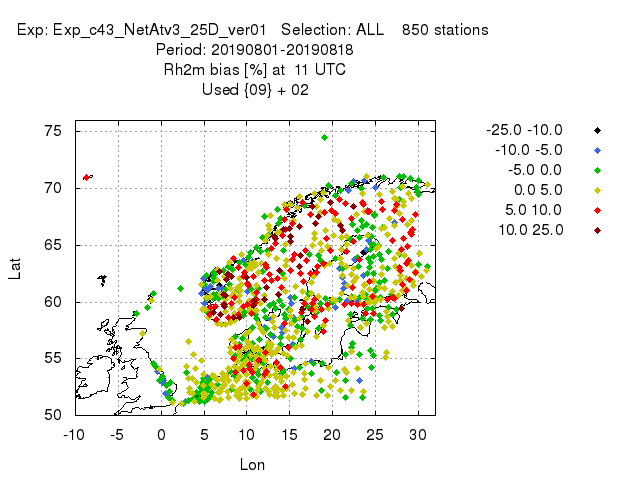 Exp: Exp_c43_NetAtv3_25D_ver01   Selection: ALL    850 stations
Period: 20190801-20190818
Rh2m bias [%] at  11 UTC
Used {09} + 02
-25.0 -10.0
-10.0 -5.0
-5.0 0.0
0.0 5.0
5.0 10.0
10.0 25.0
75
70
65
60
55
50
Lat
-10 -5 0 5 10 15 20 25 30
Lon